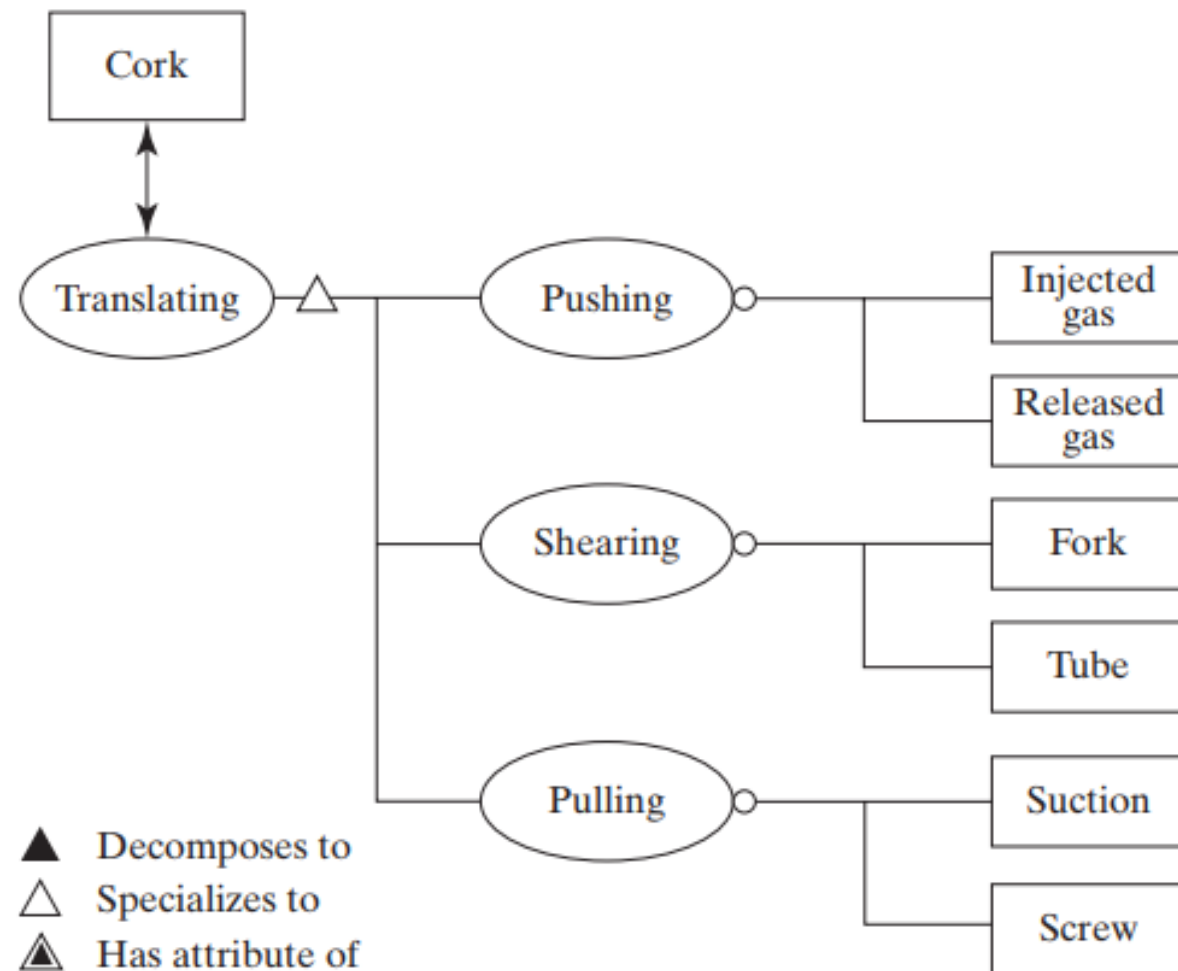 Cork
Translating
Pushing
Injected
gas
Released
gas
Shearing
Fork
Tube
Pulling
Suction
Screw
Decomposes to
Specializes to
Has attribute of